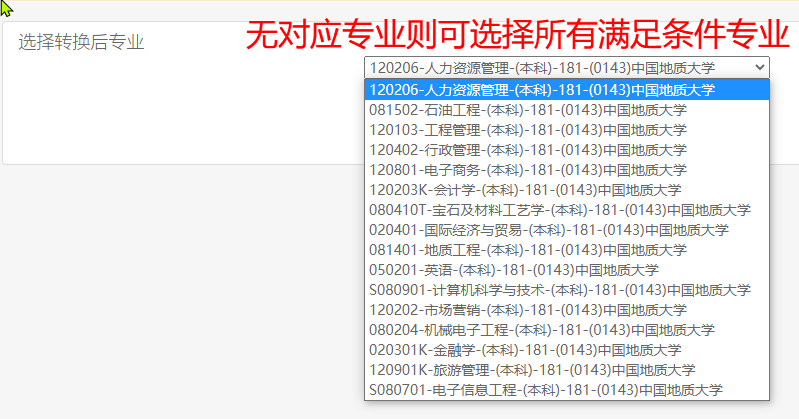 无对应专业则可选择所有满足条件专业
选择转换后专业
120206-人力资源管理-(本科)-181-(0143)中国地质大学
120206-人力资源管理-(本科)-181-(0143)中国地质大学
081502-石油工程-(本科)-181-(0143)中国地质大学
120103-工程管理-(本科)-181-(0143)中国地质大学
120402-行政管理-(本科)-181-(0143)中国地质大学
120801-电子商务-(本科)-181-(0143)中国地质大学
120203K-会计学-(本科)-181-(0143)中国地质大学
080410T-宝石及材料工艺学-(本科)-181-(0143)中国地质大学
020401-国际经济与贸易-(本科)-181-(0143)中国地质大学
081401-地质工程-(本科)-181-(0143)中国地质大学
050201-英语-(本科)-181-(0143)中国地质大学
S080901-计算机科学与技术-(本科)-181-(0143)中国地质大学
120202-市场营销-(本科)-181-(0143)中国地质大学
080204-机械电子工程-(本科)-181-(0143)中国地质大学
020301K-金融学-(本科)-181-(0143)中国地质大学
120901K-旅游管理-(本科)-181-(0143)中国地质大学
S080701-电子信息工程-(本科)-181-(0143)中国地质大学